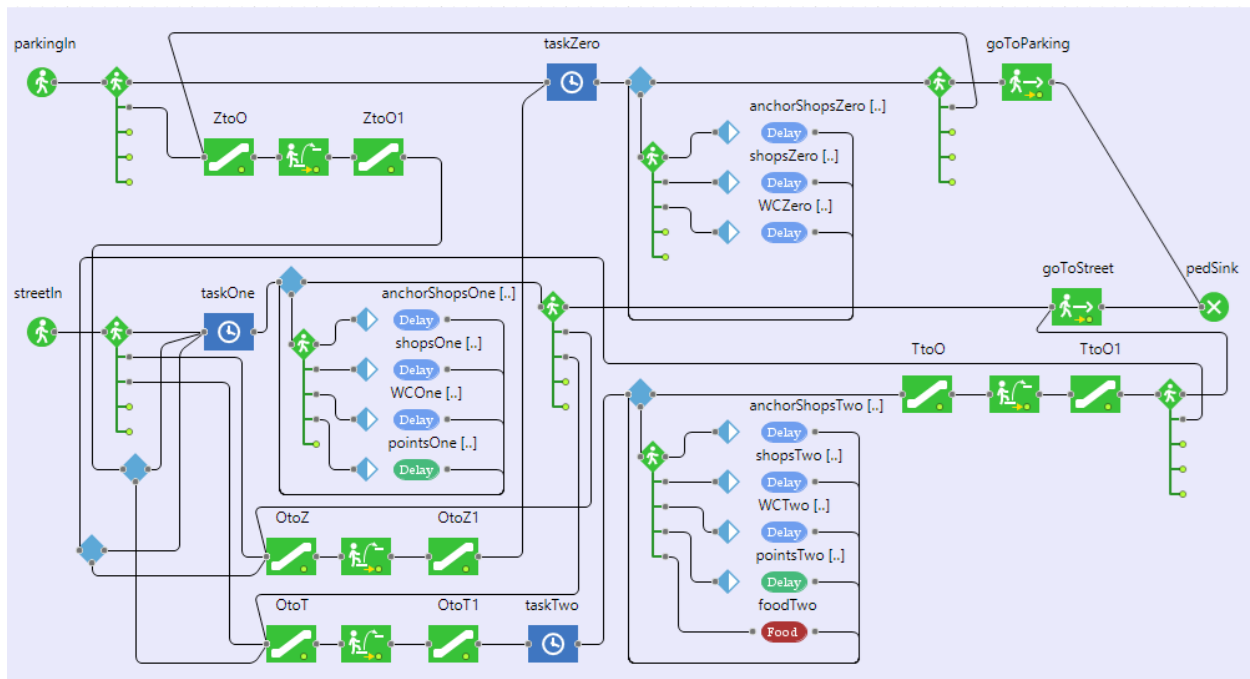 parkingIn
taskZero
goToParking
anchorShopsZero [..]
ZtoO
ZtoO1
Delay
shopsZero [..]
Delay
WCZero [..]
Delay
goToStreet
pedSink
streetIn
taskOne
anchorShopsOne [..]
Delay
shopsOne [..]
TtoO
TtoO1
Delay
WCOne [..]
anchorShopsTwo [..]
Delay
Delay
pointsOne [..]
shopsTwo [..]
Delay
Delay
WCTwo [..]
OtoZ
OtoZ1
Delay
pointsTwo [..]
Delay
OtoT
OtoT1
taskTwo
foodTwo
Food